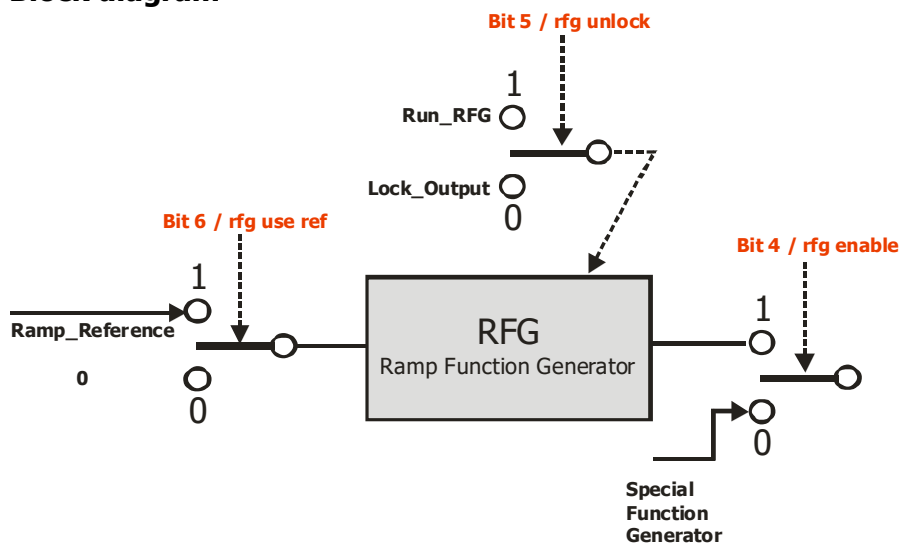 Block diagram
Bit 5 / rfg unlock
1
Run_RFG
Lock_Output
0
Bit 6 / rfg use ref
Bit 4 / rfg enable
1
Ramp_Reference
0
0
RFG
Ramp Function Generator
1
0
Special
Function
Generator